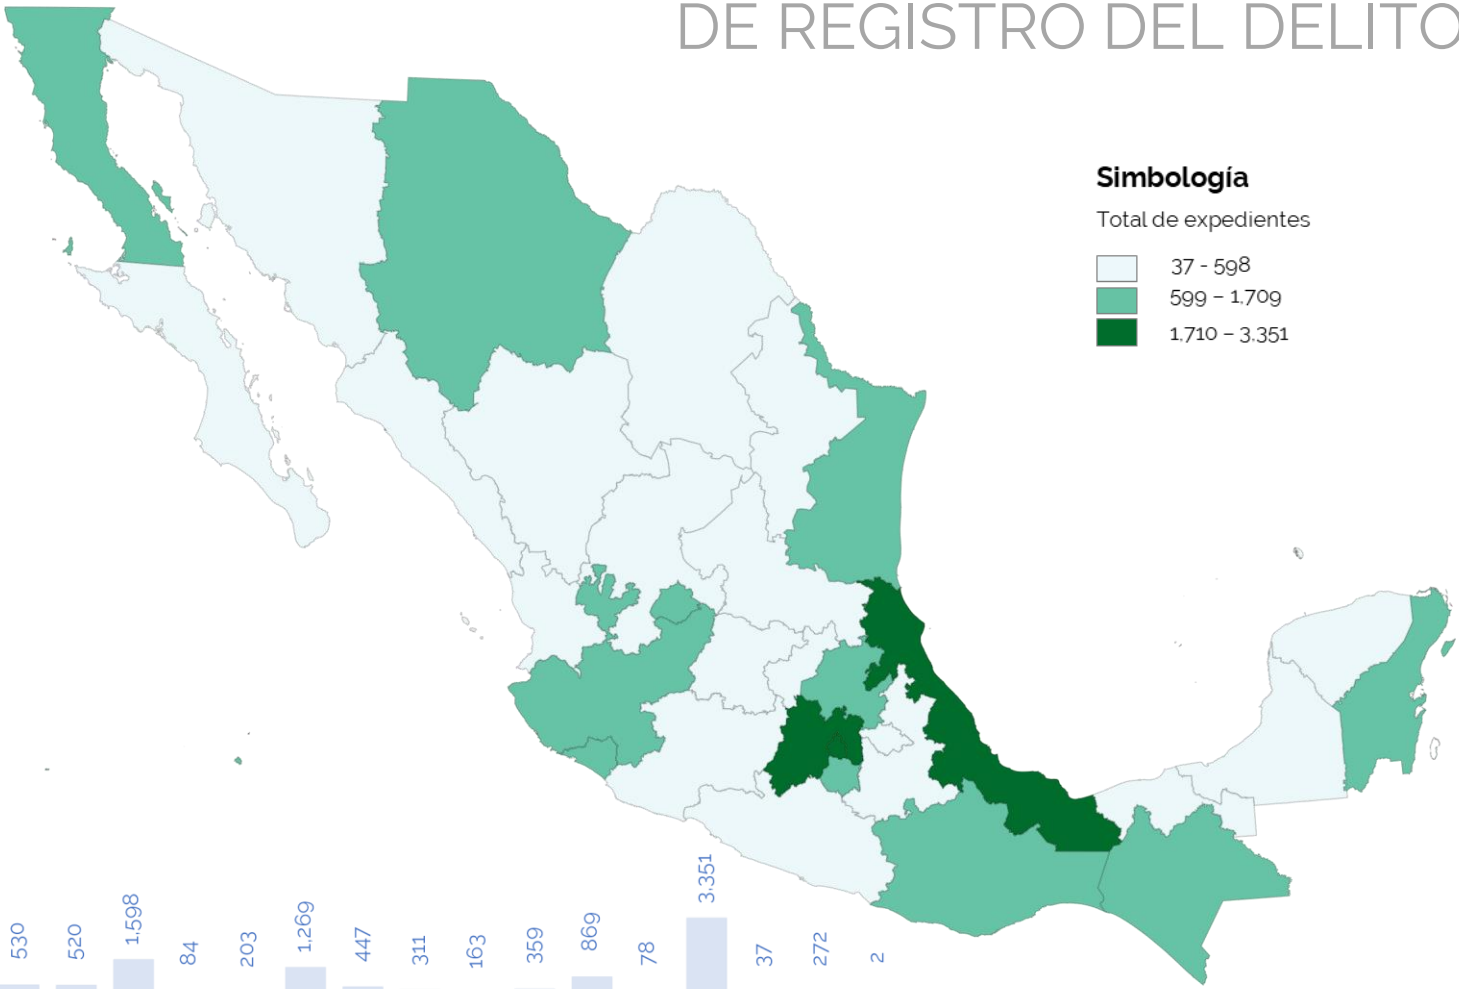 DE REGISTRO DEL DELITO
Simbología
Total de expedientes
37 - 598
599 – 1,709
1,710 – 3,351
530
520
1,598
84
203
1,269
447
311
163
359
869
78
3,351
37
272
2